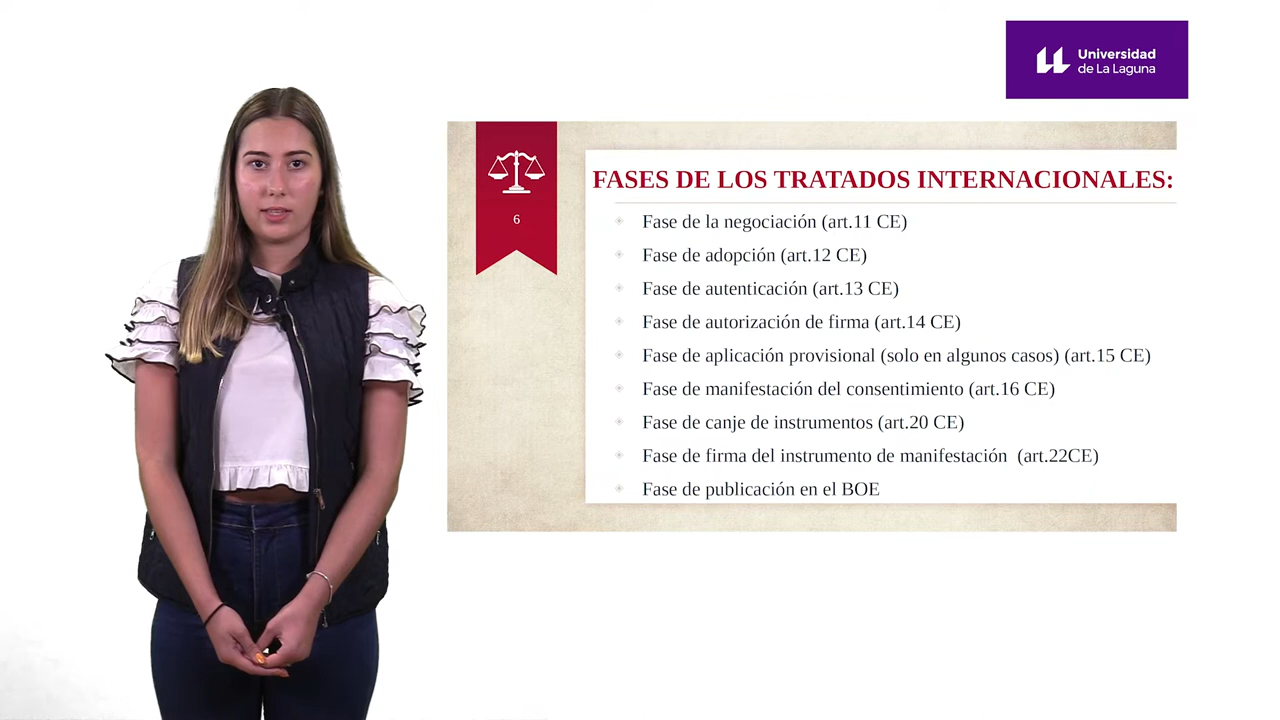 Universidad
de La Laguna
6
FASES DE LOS TRATADOS INTERNACIONALES:
Fase de la negociación (art.11 CE)
Fase de adopción (art.12 CE)
Fase de autenticación (art.13 CE)
Fase de autorización de firma (art.14 CE)
Fase de aplicación provisional (solo en algunos casos) (art.15 CE)
Fase de manifestación del consentimiento (art.16 CE)
Fase de canje de instrumentos (art.20 CE)
Fase de firma del instrumento de manifestación  (art.22CE)
Fase de publicación en el BOE